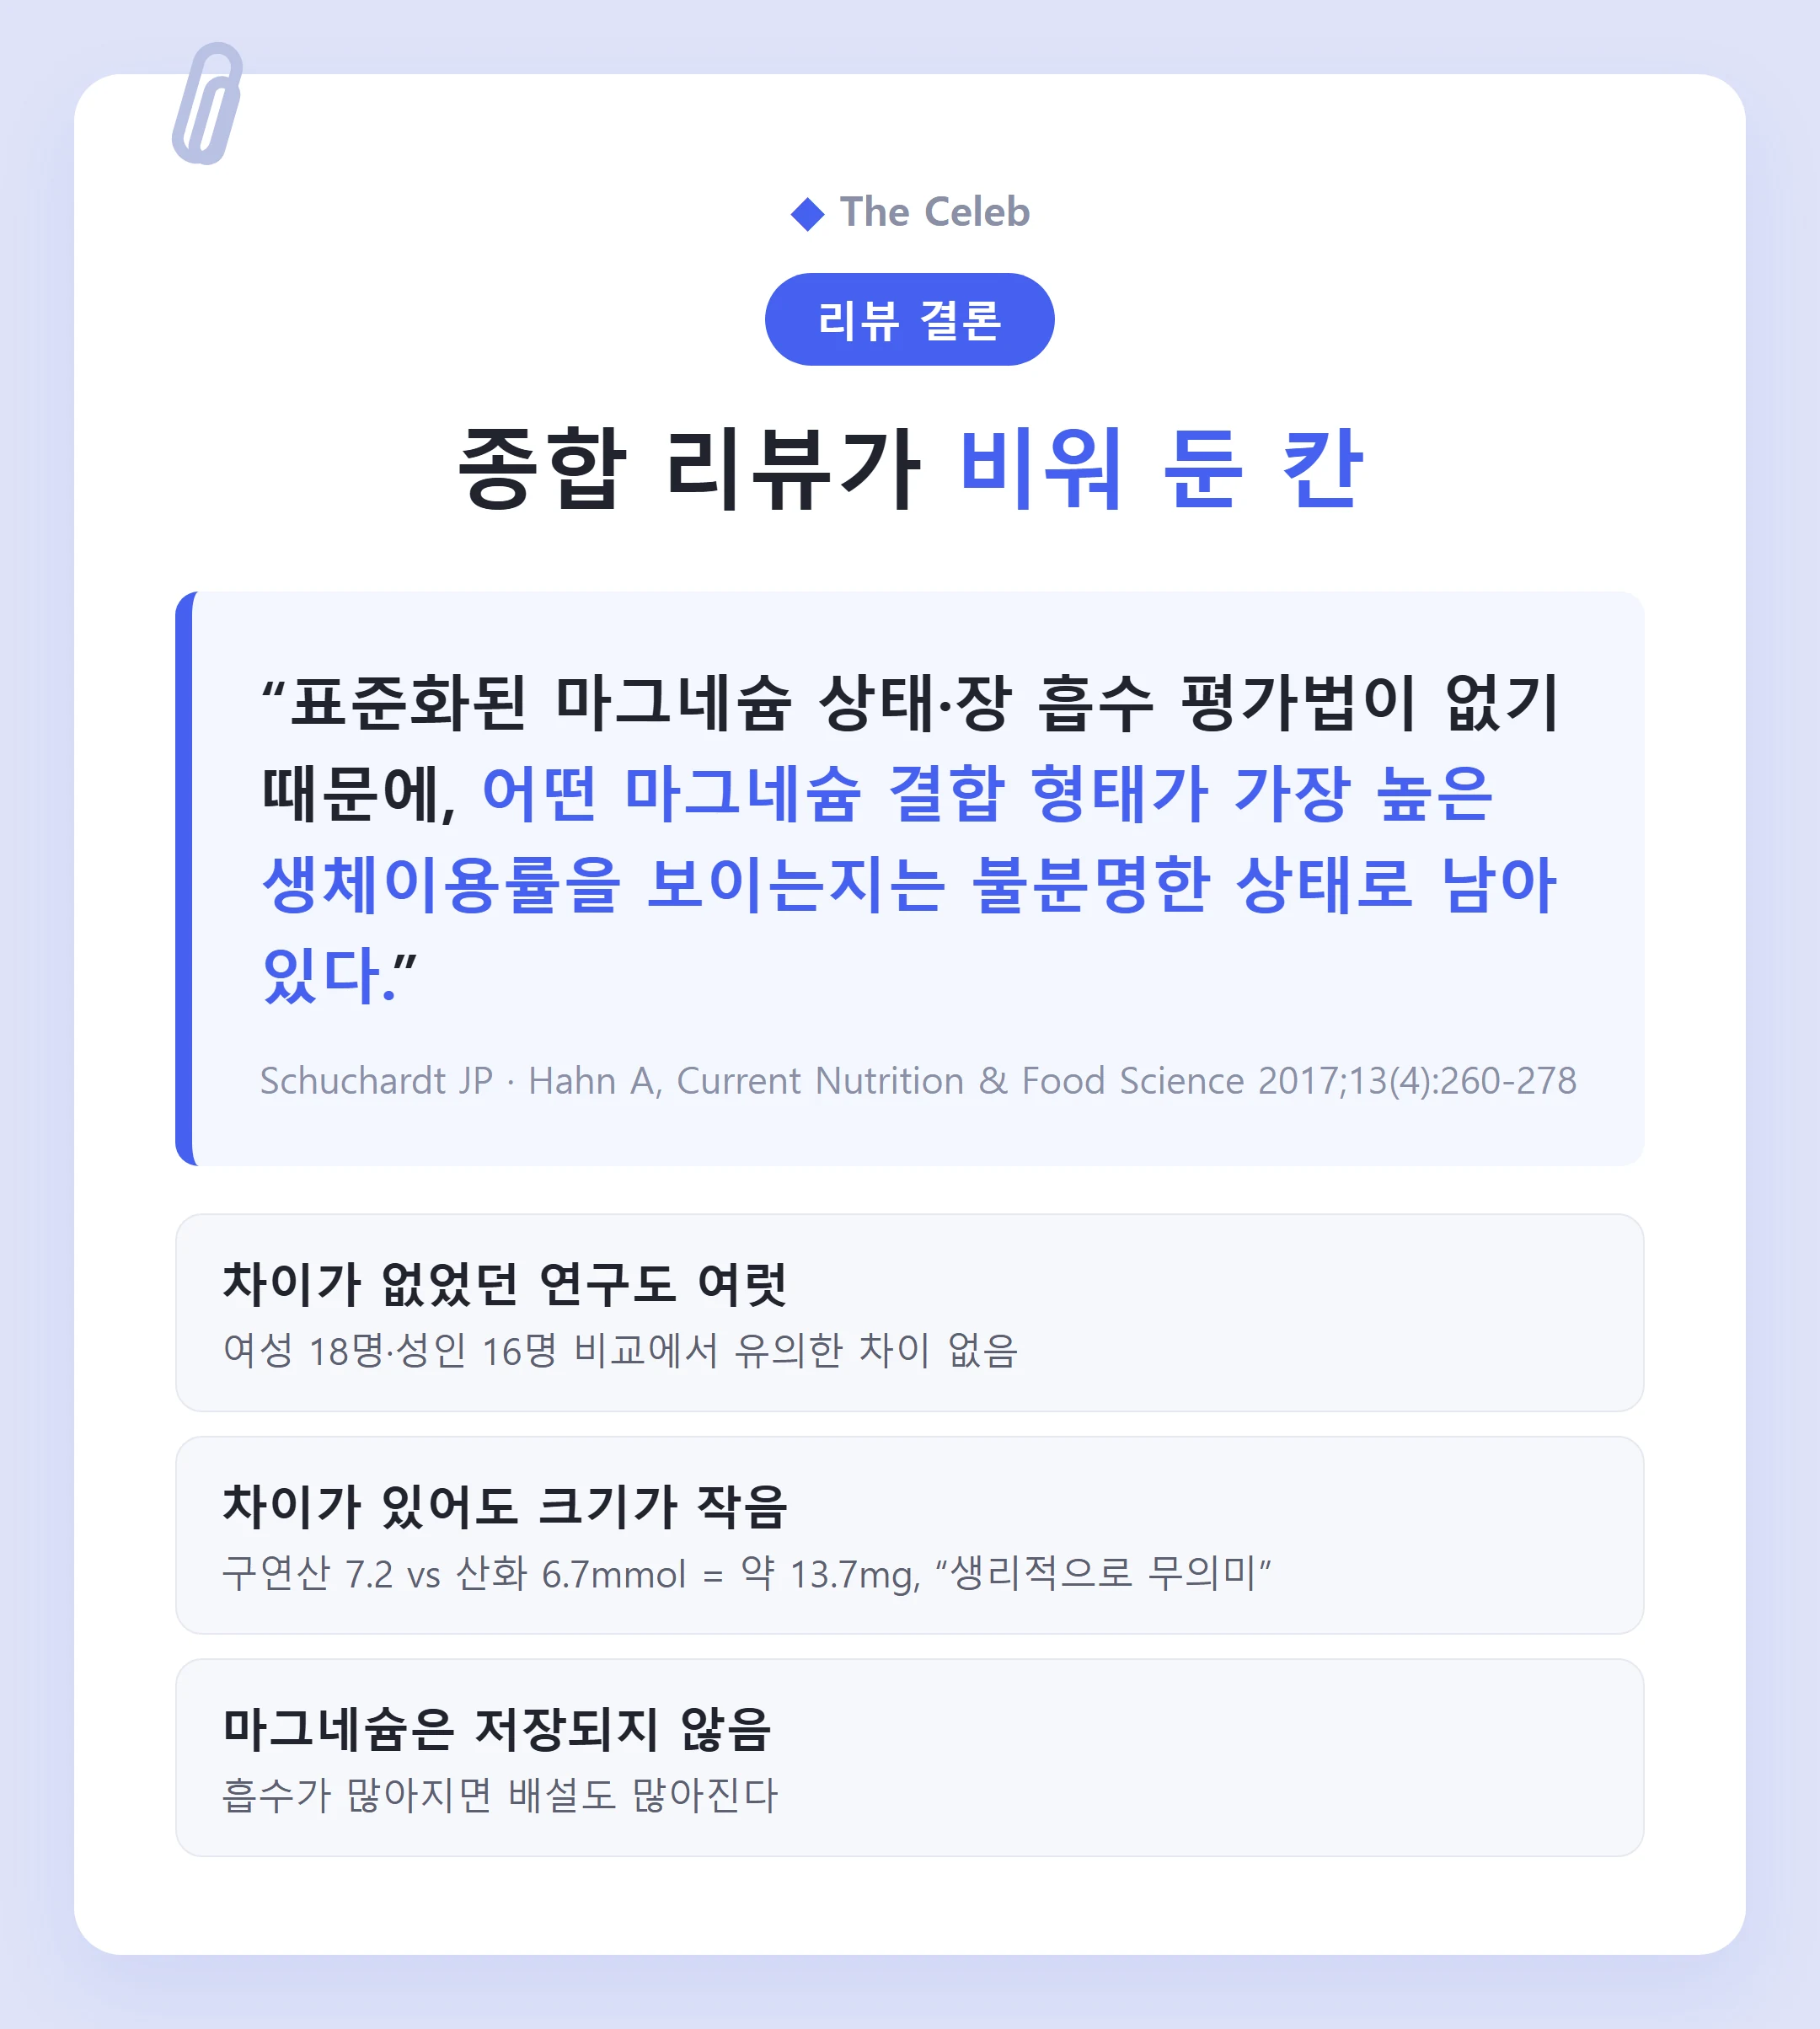 The Celeb
리뷰 결론
종합 리뷰가 비워 둔 칸
“표준화된 마그네슘 상태·장 흡수 평가법이 없기
때문에, 어떤 마그네슘 결합 형태가 가장 높은
생체이용률을 보이는지는 불분명한 상태로 남아
있다.”
Schuchardt JP · Hahn A, Current Nutrition & Food Science 2017;13(4):260-278
차이가 없었던 연구도 여럿
여성 18명·성인 16명 비교에서 유의한 차이 없음
차이가 있어도 크기가 작음
구연산 7.2 vs 산화 6.7mmol = 약 13.7mg, “생리적으로 무의미”
마그네슘은 저장되지 않음
흡수가 많아지면 배설도 많아진다